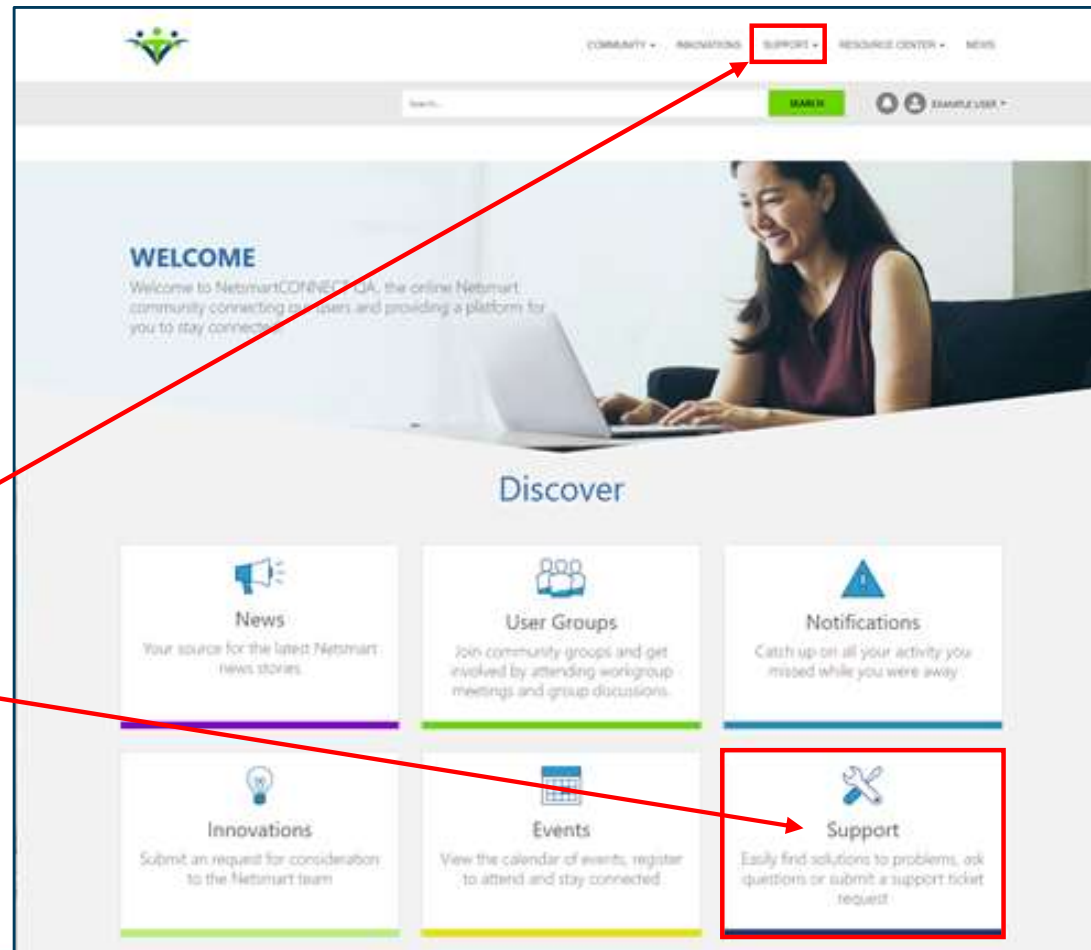 COMMUNITY INNOVATIONS SUPPORT RESOURCE CENTER NEWS
Search...
SEARCH
EXAMPLE USER
WELCOME
Welcome to NetsmartCONNECT QA, the online Netsmart
community connecting our users and providing a platform for
you to stay connected
Discover
News
Your source for the latest Netsmart
news stories
User Groups
Join community groups and get
involved by attending workgroup
meetings and group discussions.
Notifications
Catch up on all your activity you
missed while you were away
Innovations
Submit an request for consideration
to the Netsmart team
Events
View the calendar of events, register
to attend and stay connected
Support
Easily find solutions to problems, ask
questions or submit a support ticket
request